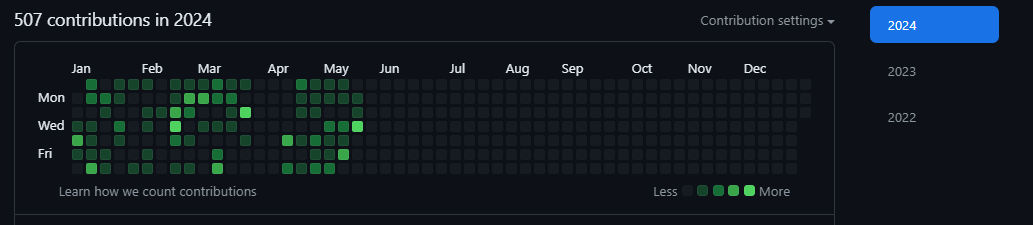 507 contributions in 2024
Contribution settings
2024
2023
2022
Jan Feb Mar Apr May Jun Jul Aug Sep Oct Nov Dec
Mon
Wed
Fri
Learn how we count contributions
Less More